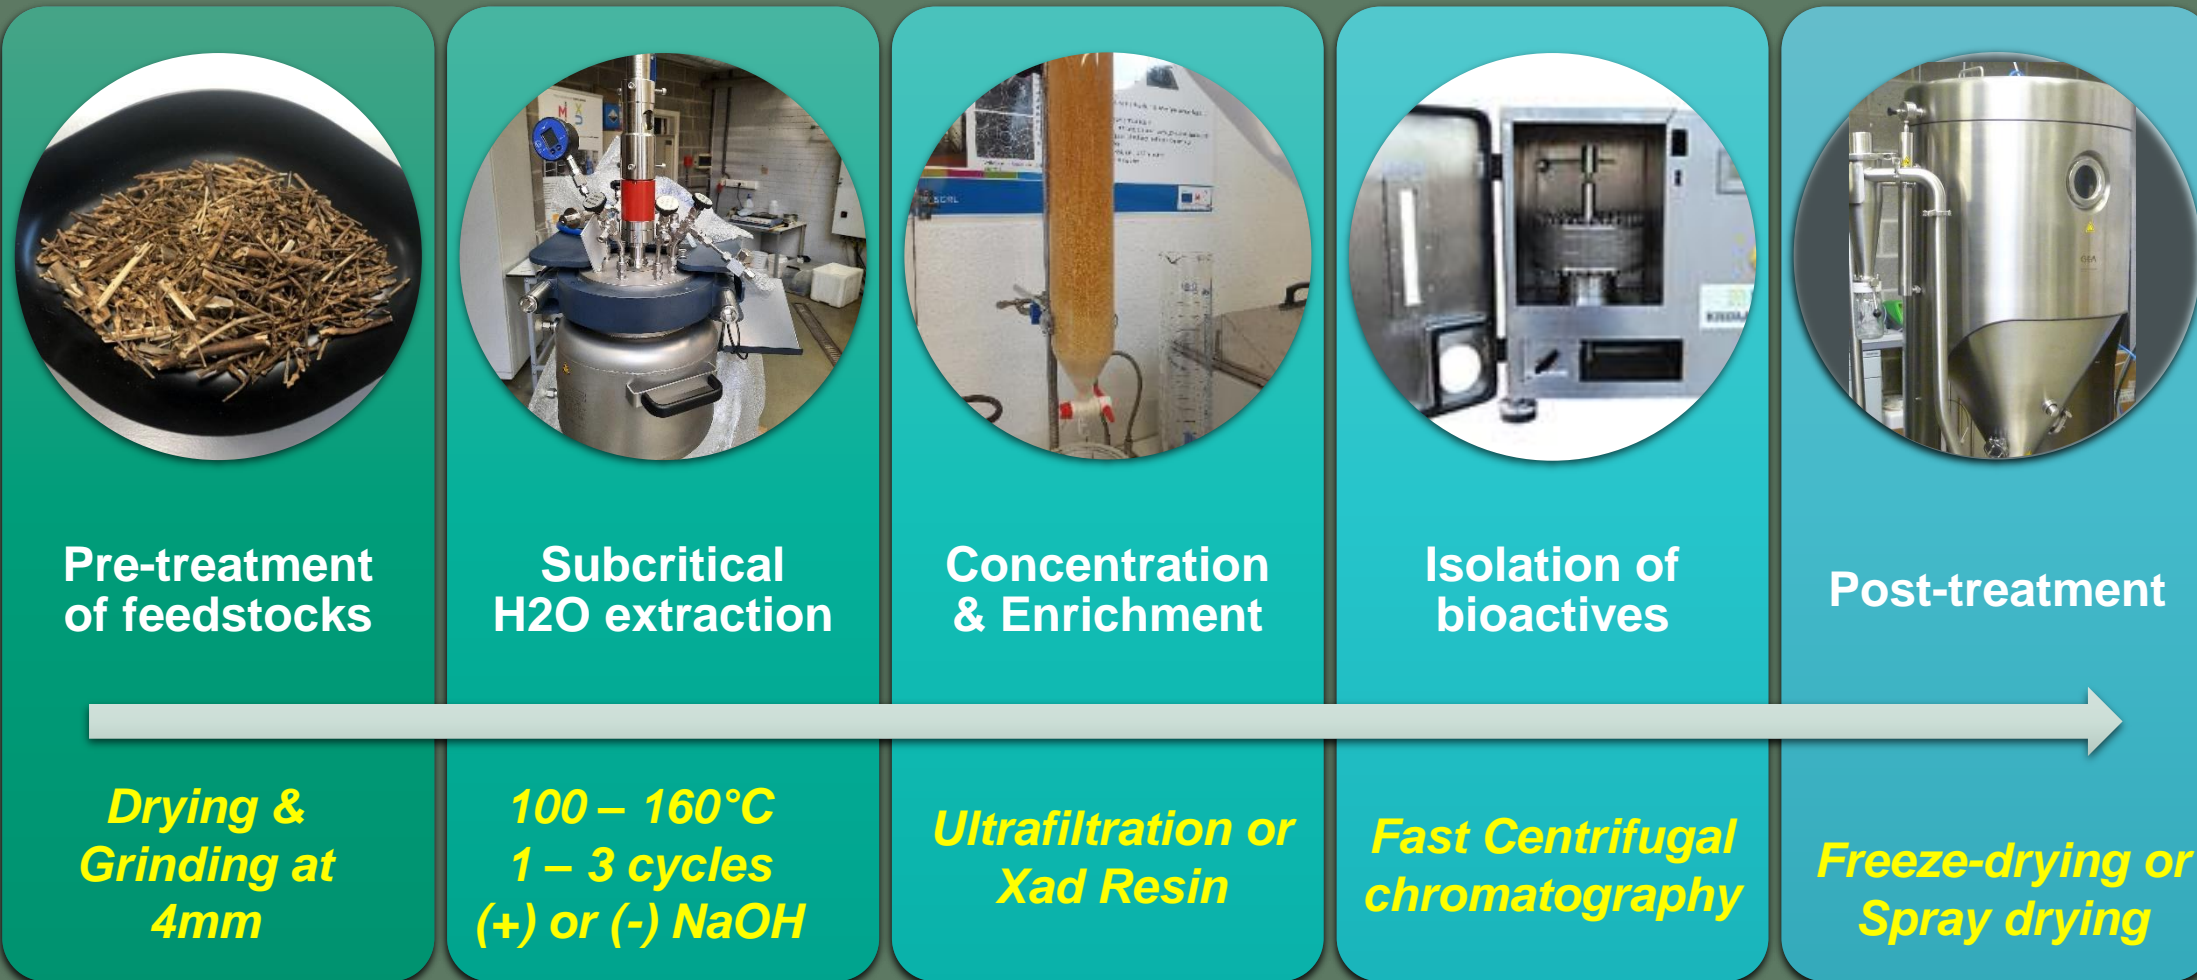 Pre-treatment
of feedstocks
Subcritical
H2O extraction
Concentration
& Enrichment
Isolation of
bioactives
Post-treatment
Drying &
Grinding at
4mm
100 – 160°C
1 – 3 cycles
(+) or (-) NaOH
Ultrafiltration or
Xad Resin
Fast Centrifugal
chromatography
Freeze-drying or
Spray drying